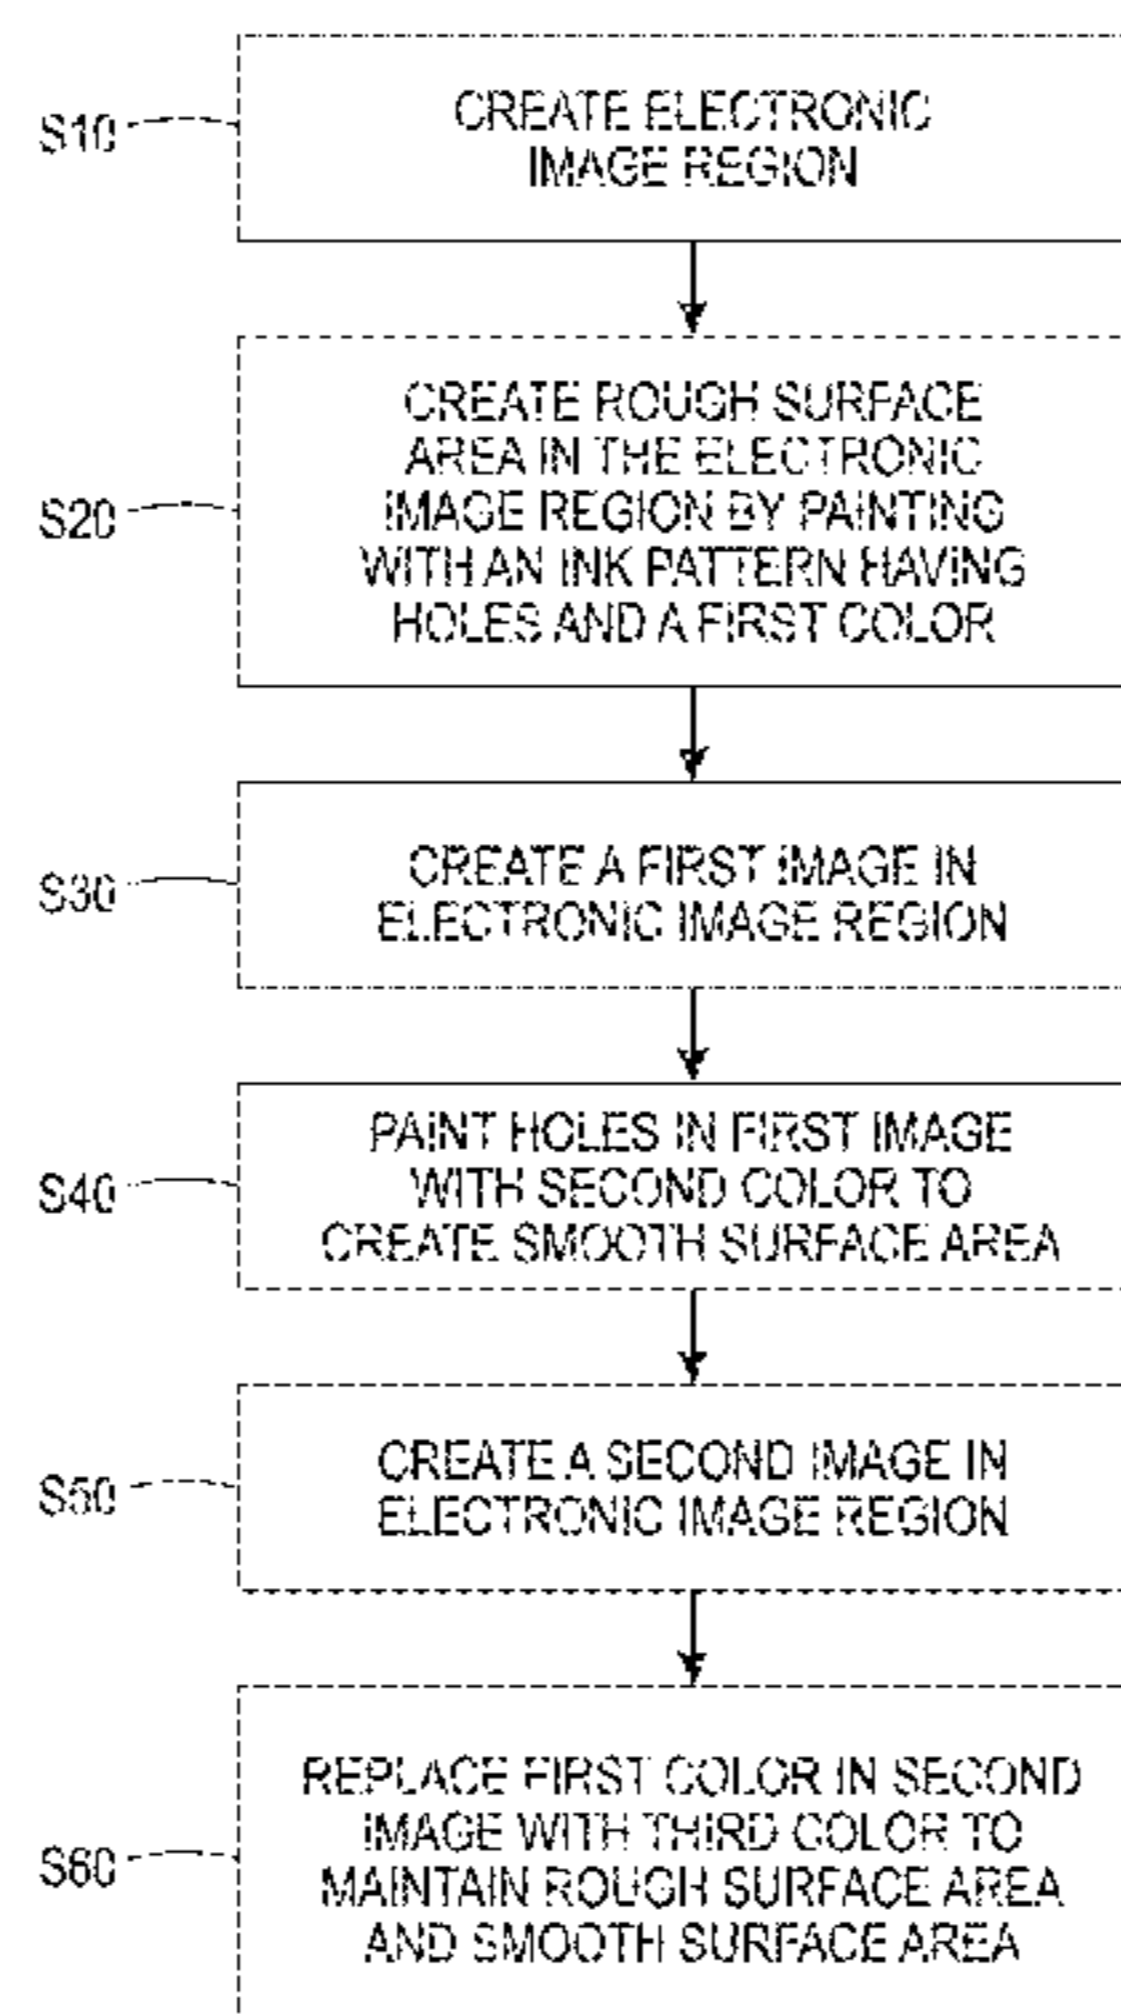 S10
CREATE ELECTRONIC
IMAGE REGION
S20
CREATE ROUGH SURFACE
AREA IN THE ELECTRONIC
IMAGE REGION BY PAINTING
WITH AN INK PATTERN HAVING
HOLES AND A FIRST COLOR
S30
CREATE A FIRST IMAGE IN
ELECTRONIC IMAGE REGION
S40
PAINT HOLES IN FIRST IMAGE
WITH SECOND COLOR TO
CREATE SMOOTH SURFACE AREA
S50
CREATE A SECOND IMAGE IN
ELECTRONIC IMAGE REGION
S60
REPLACE FIRST COLOR IN SECOND
IMAGE WITH THIRD COLOR TO
MAINTAIN ROUGH SURFACE AREA
AND SMOOTH SURFACE AREA